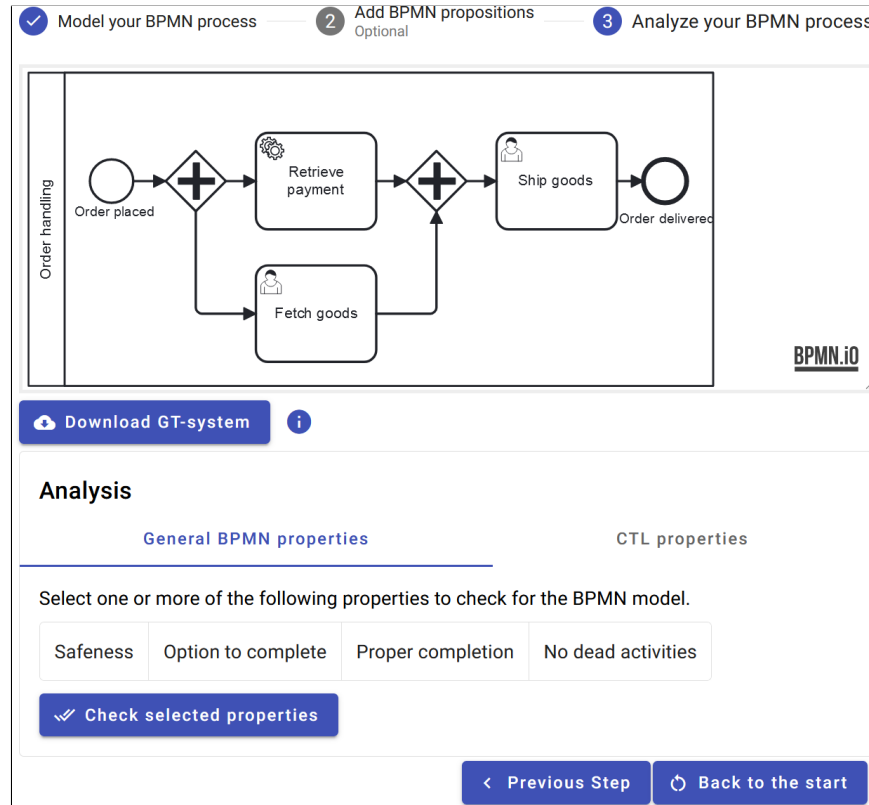 Model your BPMN process
2
Add BPMN propositions
Optional
3
Analyze your BPMN process
Order handling
Order placed
Retrieve
payment
Fetch goods
Ship goods
Order delivered
BPMN.iO
Download GT-system
i
Analysis
General BPMN properties
CTL properties
Select one or more of the following properties to check for the BPMN model.
Safeness
Option to complete
Proper completion
No dead activities
Check selected properties
Previous Step
Back to the start